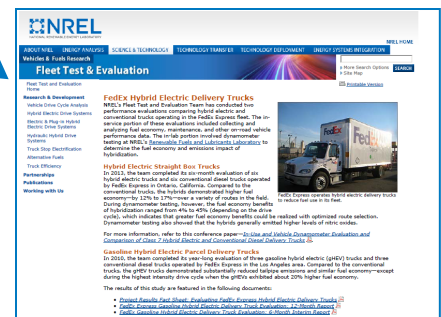 NREL
NATIONAL RENEWABLE ENERGY LABORATORY
NREL HOME
ABOUT NREL ENERGY ANALYSIS SCIENCE & TECHNOLOGY TECHNOLOGY TRANSFER TECHNOLOGY DEPLOYMENT ENERGY SYSTEMS INTEGRATION
Vehicles & Fuels Research
Fleet Test & Evaluation
SEARCH
More Search Options
Site Map
Printable Version
Fleet Test and Evaluation
Home
Research & Development
Vehicle Drive Cycle Analysis
Hybrid Electric Drive Systems
Electric & Plug-in Hybrid
Electric Drive Systems
Hydraulic Hybrid Drive
Systems
Truck Stop Electrification
Alternative Fuels
Truck Efficiency
Partnerships
Publications
Working with Us
FedEx Hybrid Electric Delivery Trucks
NREL's Fleet Test and Evaluation Team has conducted two
performance evaluations comparing hybrid electric and
conventional trucks operating in the FedEx Express fleet. The in-
service portion of these evaluations included collecting and
analyzing fuel economy, maintenance, and other on-road vehicle
performance data. The in-lab portion involved dynamometer
testing at NREL's Renewable Fuels and Lubricants Laboratory to
determine the fuel economy and emissions impact of
hybridization.
FedEx
FedEx operates hybrid electric delivery trucks
to reduce fuel use in its fleet.
Hybrid Electric Straight Box Trucks
In 2013, the team completed its six-month evaluation of six
hybrid electric trucks and six conventional diesel trucks operated
by FedEx in Ontario, California. Compared to the
conventional trucks, the hybrids demonstrated higher fuel
economy—by 12% to 17%—over a variety of routes in the field.
During dynamometer testing, however, the fuel economy benefits
of hybridization ranged from 4% to 45% (depending on the drive
cycle), which indicates that greater fuel economy benefits could be realized with optimized route selection.
Dynamometer testing also showed that the hybrids generally emitted higher levels of nitric oxides.
For more information, refer to this conference paper—In-Use and Vehicle Dynamometer Evaluation and
Comparison of Class 7 Hybrid Electric and Conventional Diesel Delivery Trucks
Gasoline Hybrid Electric Parcel Delivery Trucks
In 2010, the team completed its year-long evaluation of three gasoline hybrid electric (gHEV) trucks and three
conventional diesel trucks operated by FedEx Express in the Los Angeles area. Compared to the conventional
trucks, the gHEV trucks demonstrated substantially reduced tailpipe emissions and similar fuel economy—except
during the highest intensity drive cycle when the gHEVs exhibited about 20% higher fuel economy.
The results of this study are featured in the following documents:
Project Results Fact Sheet: Evaluating FedEx Express Hybrid Electric Delivery Trucks
FedEx Express Gasoline Hybrid Electric Delivery Truck Evaluation: 12-Month Report
FedEx Gasoline Hybrid Electric Delivery Truck Evaluation: 6-Month Interim Report